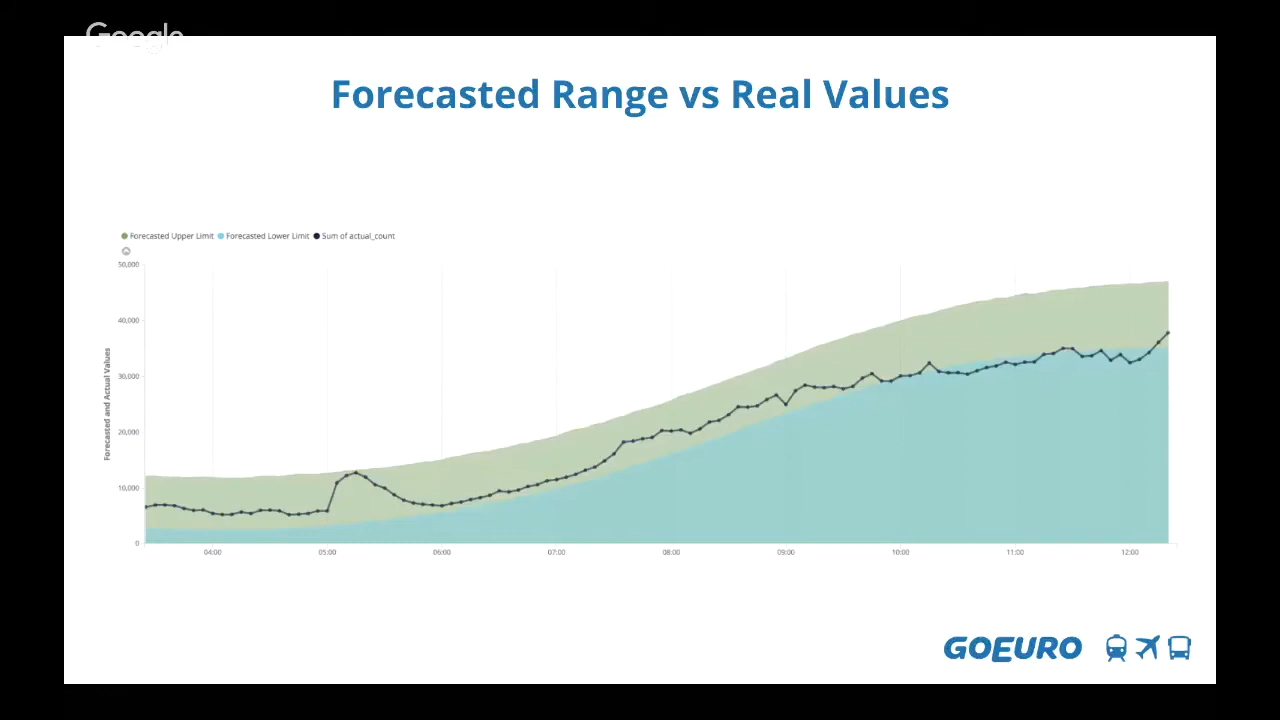 Google
Forecasted Range vs Real Values
Forecasted Upper Limit Forecasted Lower Limit Sum of actual_count
50,000
40,000
30,000
20,000
10,000
0
Forecasted and Actual Values
04:00 05:00 06:00 07:00 08:00 09:00 10:00 11:00 12:00
GOEURO